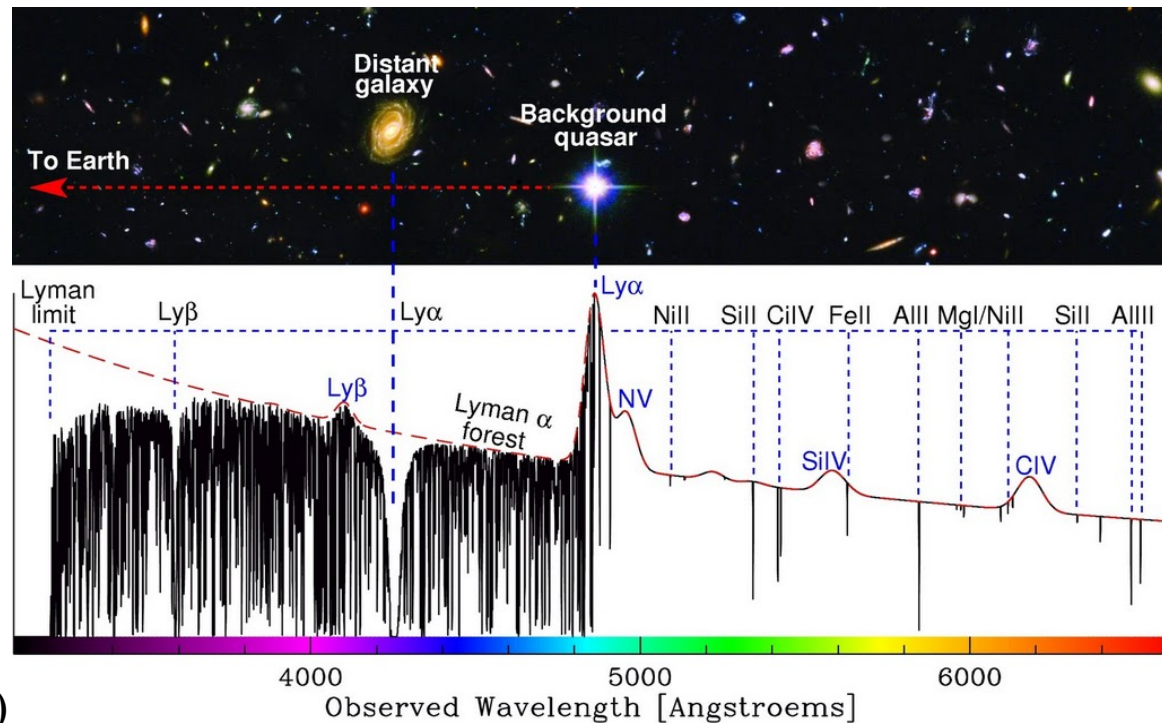 Distant
galaxy
Background
quasar
To Earth
Lyman
limit
Lyβ
Lyα
Lyα
NiII SiII CiIV FeII AlII MgI/NiII SiII AlIII
Lyβ
Lyman α
forest
NV
SiIV
CIV
4000 5000 6000
Observed Wavelength [Angstroems]
)